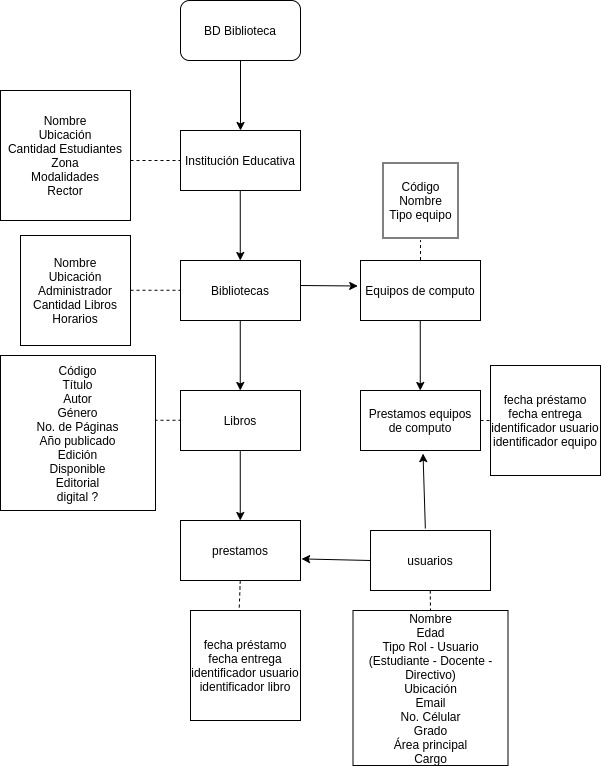 BD Biblioteca
Nombre
Ubicación
Cantidad Estudiantes
Zona
Modalidades
Rector
Institución Educativa
Código
Nombre
Tipo equipo
Nombre
Ubicación
Administrador
Cantidad Libros
Horarios
Bibliotecas
Equipos de computo
Código
Título
Autor
Género
No. de Páginas
Año publicado
Edición
Disponible
Editorial
digital ?
Libros
Prestamos equipos
de computo
fecha préstamo
fecha entrega
identificador usuario
identificador equipo
prestamos
usuarios
fecha préstamo
fecha entrega
identificador usuario
identificador libro
Nombre
Edad
Tipo Rol - Usuario
(Estudiante - Docente -
Directivo)
Ubicación
Email
No. Célular
Grado
Área principal
Cargo